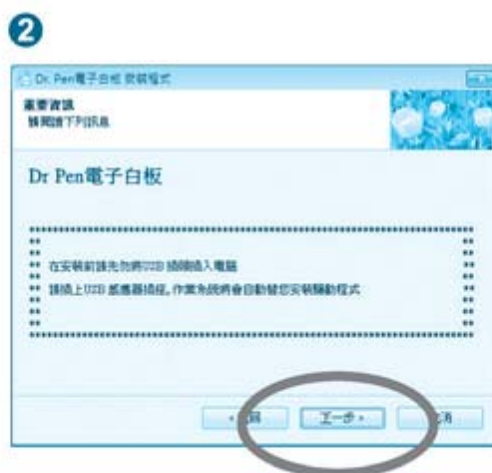 2
Dr. Pen電子白板 安裝程式
重要資訊
請閱讀下列訊息
Dr Pen電子白板
在安裝前請先勿將USB 插頭插入電腦
請插上USB 感應器插座, 作業系統將會自動替您安裝驅動程式
下一步